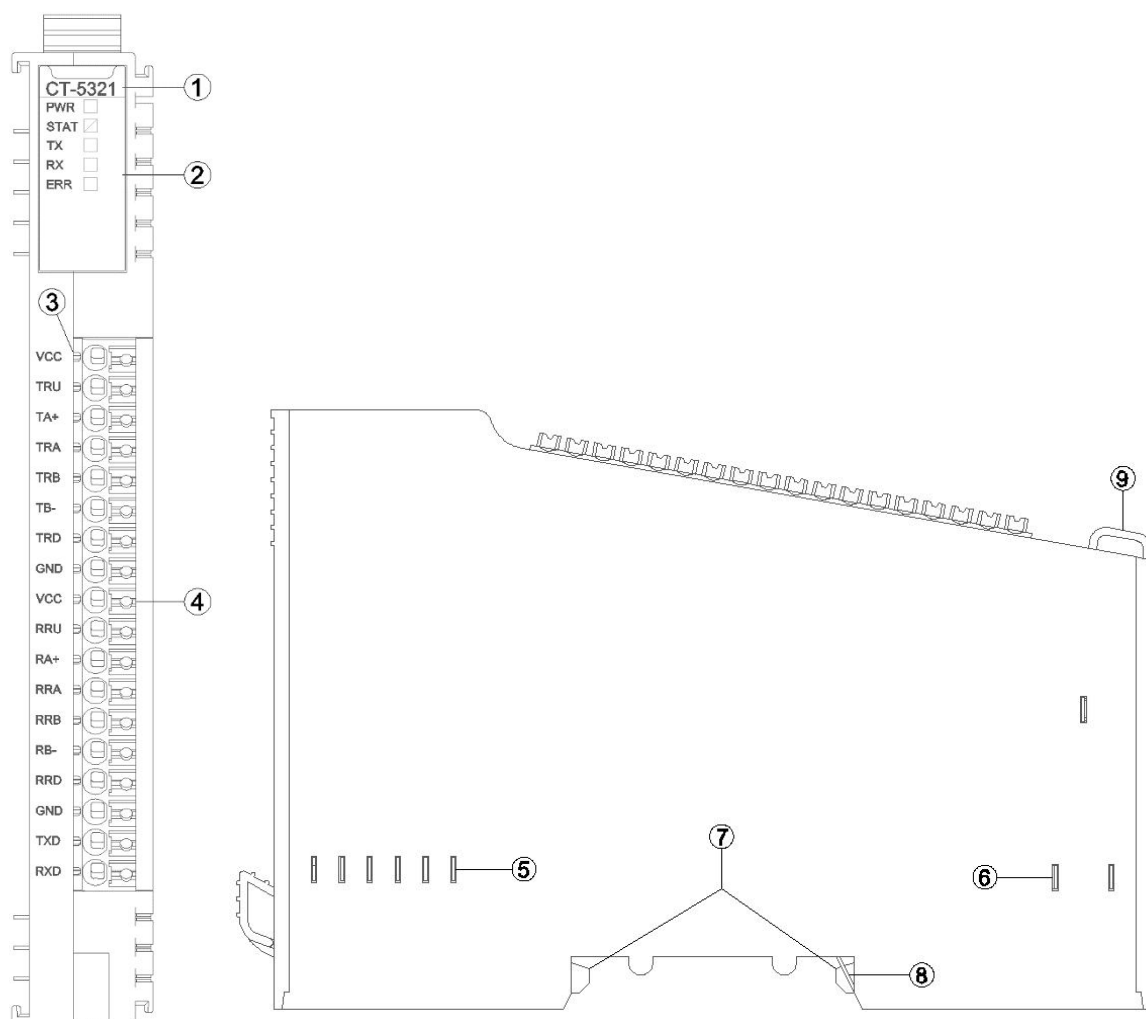 CT-5321
PWR
STAT
TX
RX
ERR
①
②
③
VCC
TRU
TA+
TRA
TRB
TB-
TRD
GND
VCC
RRU
RA+
RRA
RRB
RB-
RRD
GND
TXD
RXD
④
⑤
⑥
⑦
⑧
⑨